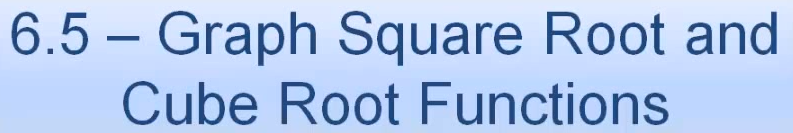 6.5 – Graph Square Root and
Cube Root Functions